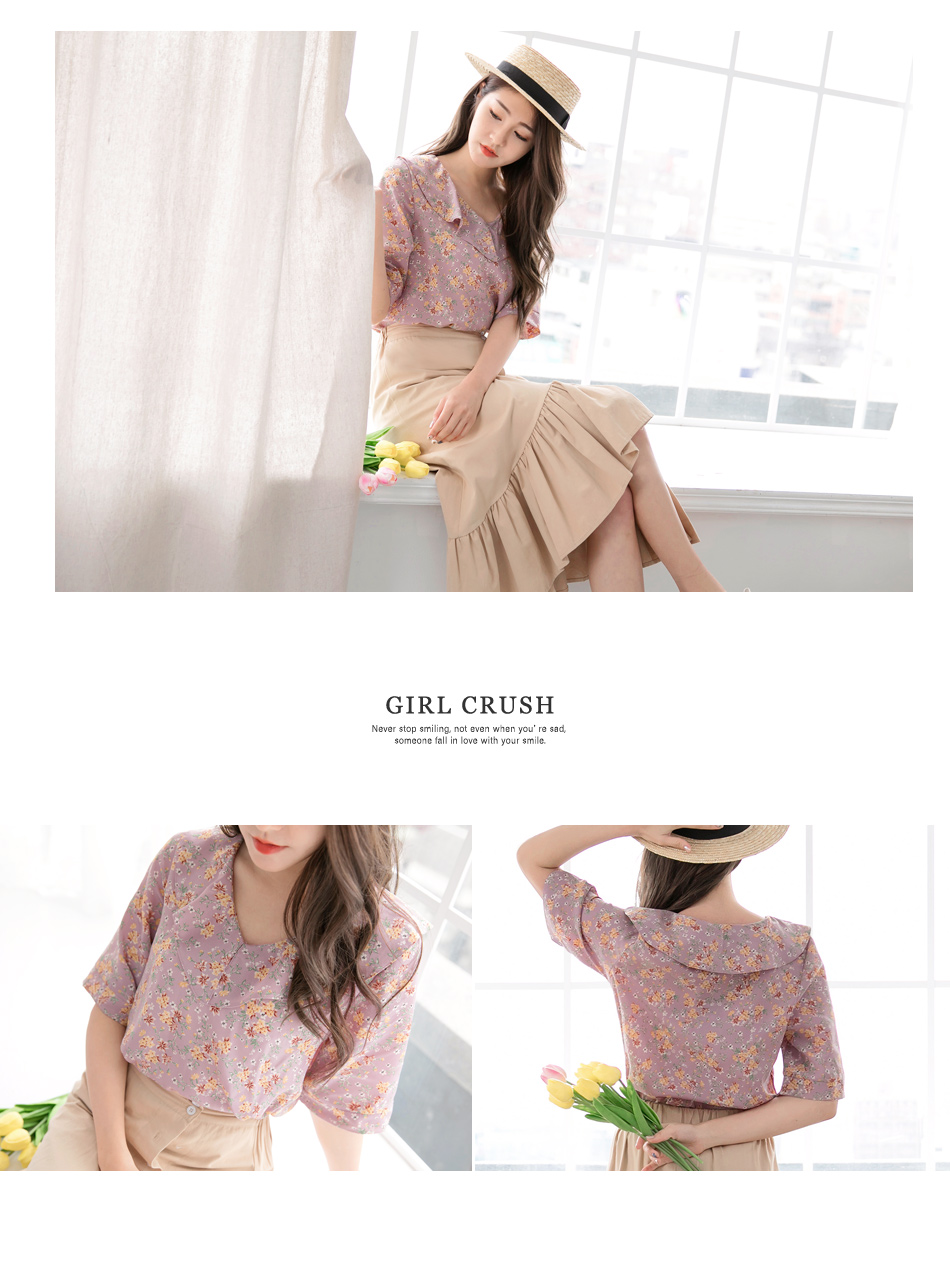 GIRL CRUSH
Never stop smiling, not even when you' re sad,
someone fall in love with your smile.